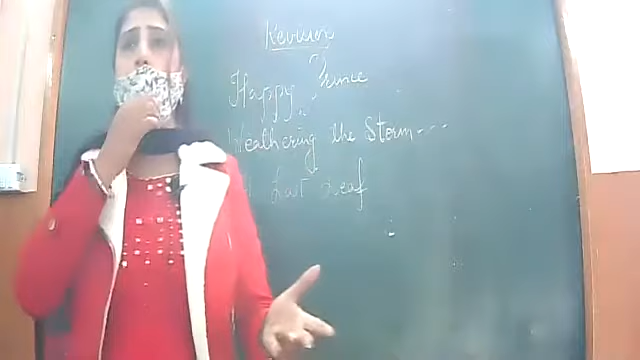 Revision
Happy Prince
Weathering the Storm---
Last Leaf